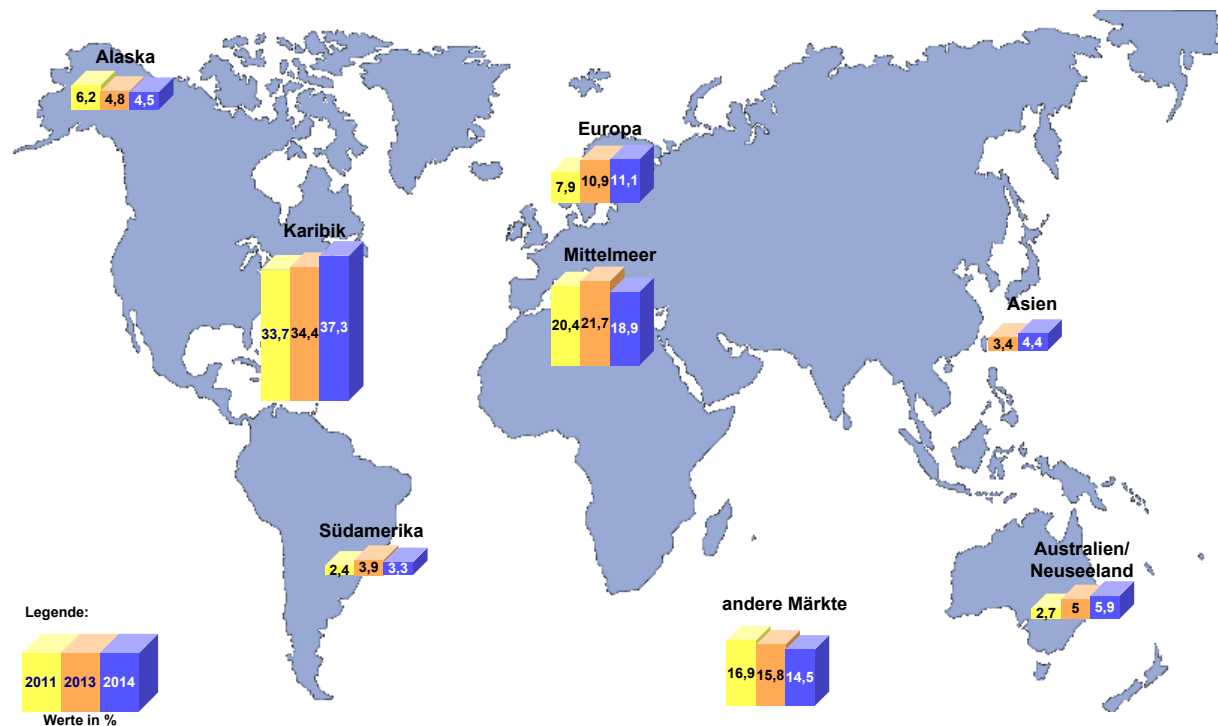 Alaska
6,2 4,8 4,5
Europa
7,9 10,9 11,1
Karibik
33,7 34,4 37,3
Mittelmeer
20,4 21,7 18,9
Asien
3,4 4,4
Südamerika
2,4 3,9 3,3
Australien/
Neuseeland
2,7 5 5,9
andere Märkte
16,9 15,8 14,5
Legende:
2011 2013 2014
Werte in %